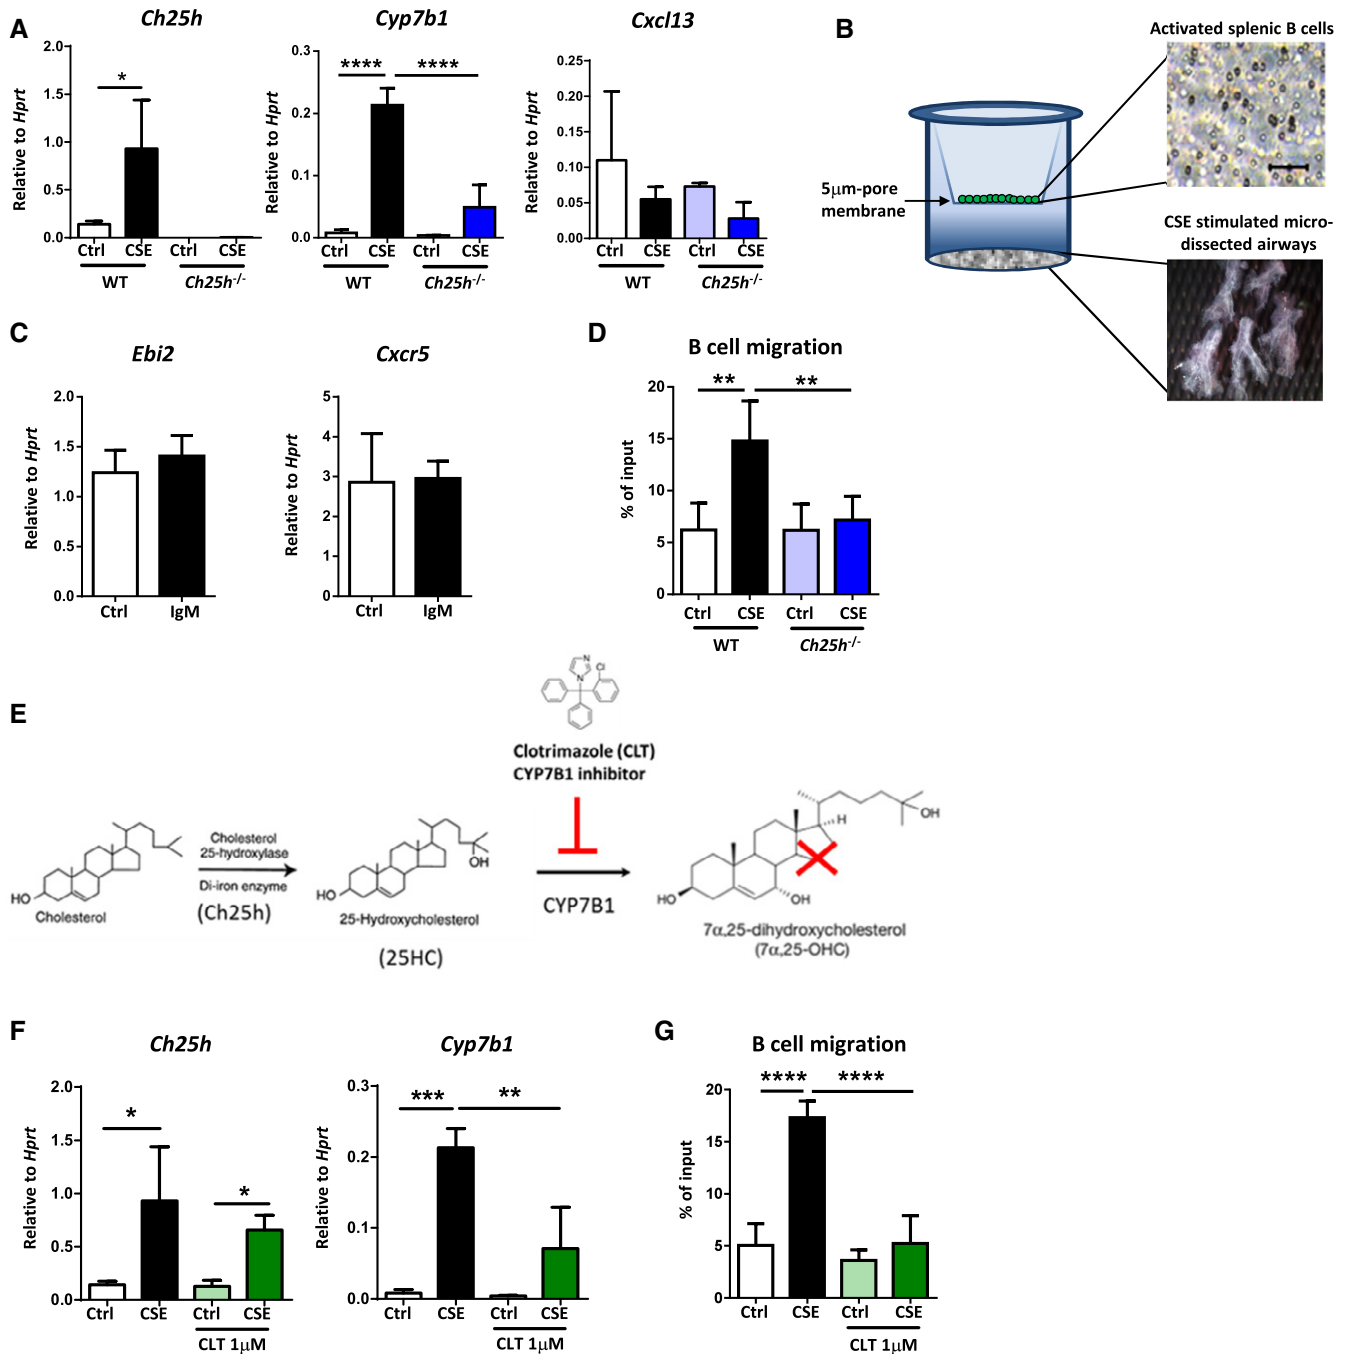 A
Ch25h
Relative to Hprt
2.0
1.5
1.0
0.5
0.0
*
Ctrl CSE Ctrl CSE
WT Ch25h-/-
Cyp7b1
Relative to Hprt
0.3
0.2
0.1
0.0
**** ****
Ctrl CSE Ctrl CSE
WT Ch25h-/-
Cxcl13
Relative to Hprt
0.25
0.20
0.15
0.10
0.05
0.00
Ctrl CSE Ctrl CSE
WT Ch25h-/-
B
Activated splenic B cells
5μm-pore
membrane
CSE stimulated micro-
dissected airways
C
Ebi2
Relative to Hprt
2.0
1.5
1.0
0.5
0.0
Ctrl IgM
Cxcr5
Relative to Hprt
5
4
3
2
1
0
Ctrl IgM
D
B cell migration
% of input
20
15
10
5
0
** **
Ctrl CSE Ctrl CSE
WT Ch25h-/-
E
N
N
Cl
Clotrimazole (CLT)
CYP7B1 inhibitor
HO
Cholesterol
Cholesterol
25-hydroxylase
Di-iron enzyme
(Ch25h)
OH
HO
25-Hydroxycholesterol
(25HC)
CYP7B1
OH
H
HO
OH
7α,25-dihydroxycholesterol
(7α,25-OHC)
F
Ch25h
Relative to Hprt
2.0
1.5
1.0
0.5
0.0
* *
Ctrl CSE Ctrl CSE
CLT 1μM
Cyp7b1
Relative to Hprt
0.3
0.2
0.1
0.0
*** **
Ctrl CSE Ctrl CSE
CLT 1μM
G
B cell migration
% of input
20
15
10
5
0
**** ****
Ctrl CSE Ctrl CSE
CLT 1μM